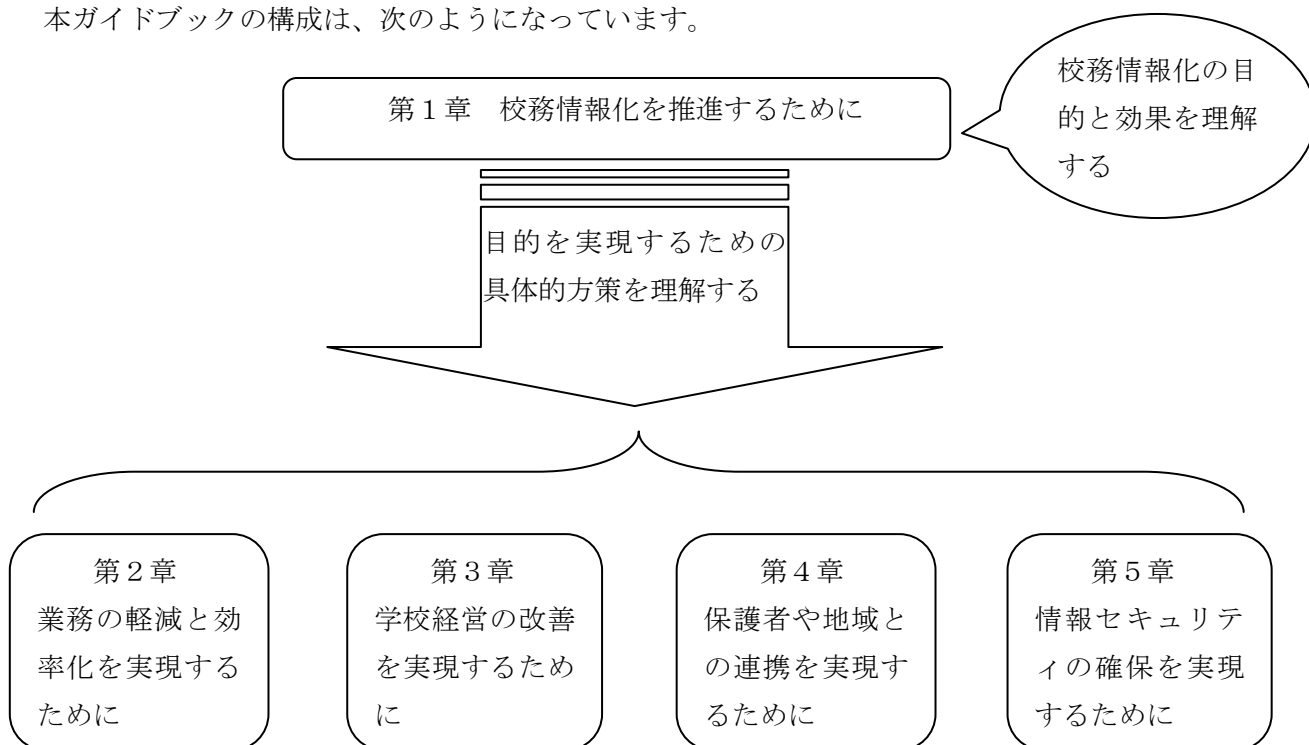 本ガイドブックの構成は、次のようになっています。
校務情報化の目
的と効果を理解
する
第１章　校務情報化を推進するために
目的を実現するための
具体的方策を理解する
第２章
業務の軽減と効
率化を実現する
ために
第３章
学校経営の改善
を実現するため
に
第４章
保護者や地域と
の連携を実現す
るために
第５章
情報セキュリテ
ィの確保を実現
するために